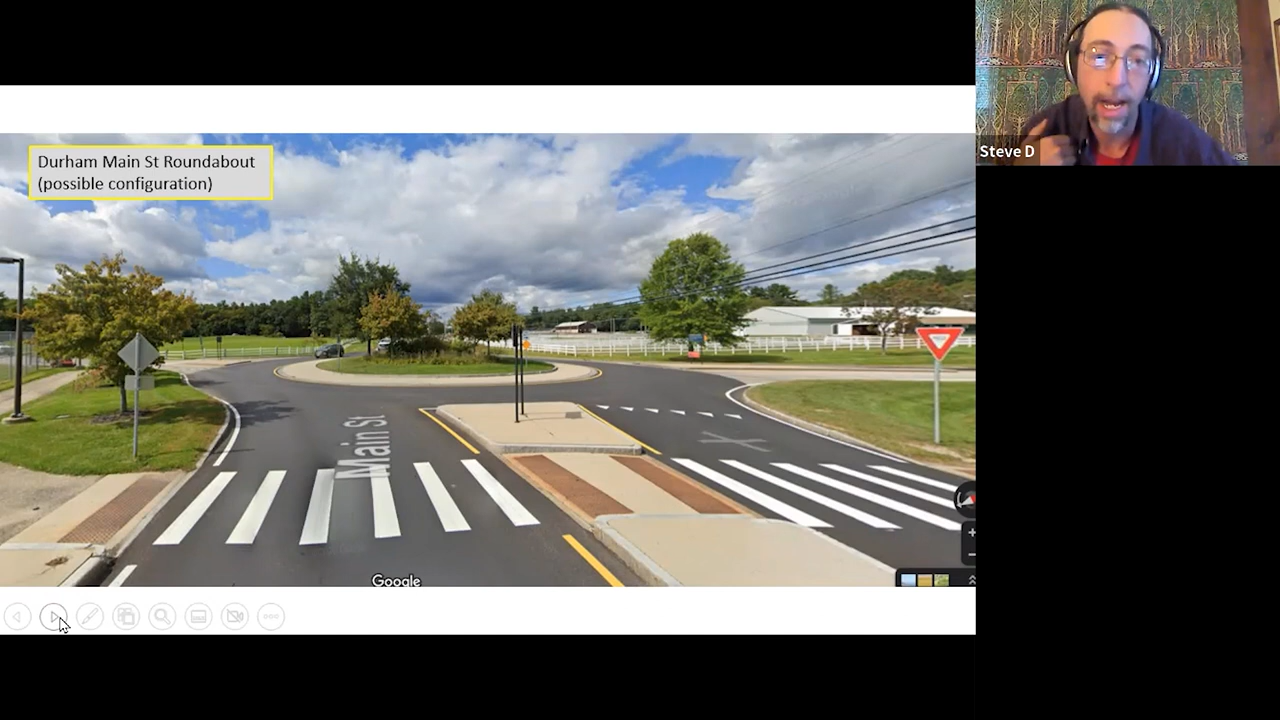 Durham Main St Roundabout
(possible configuration)
Steve D
Main St
Google